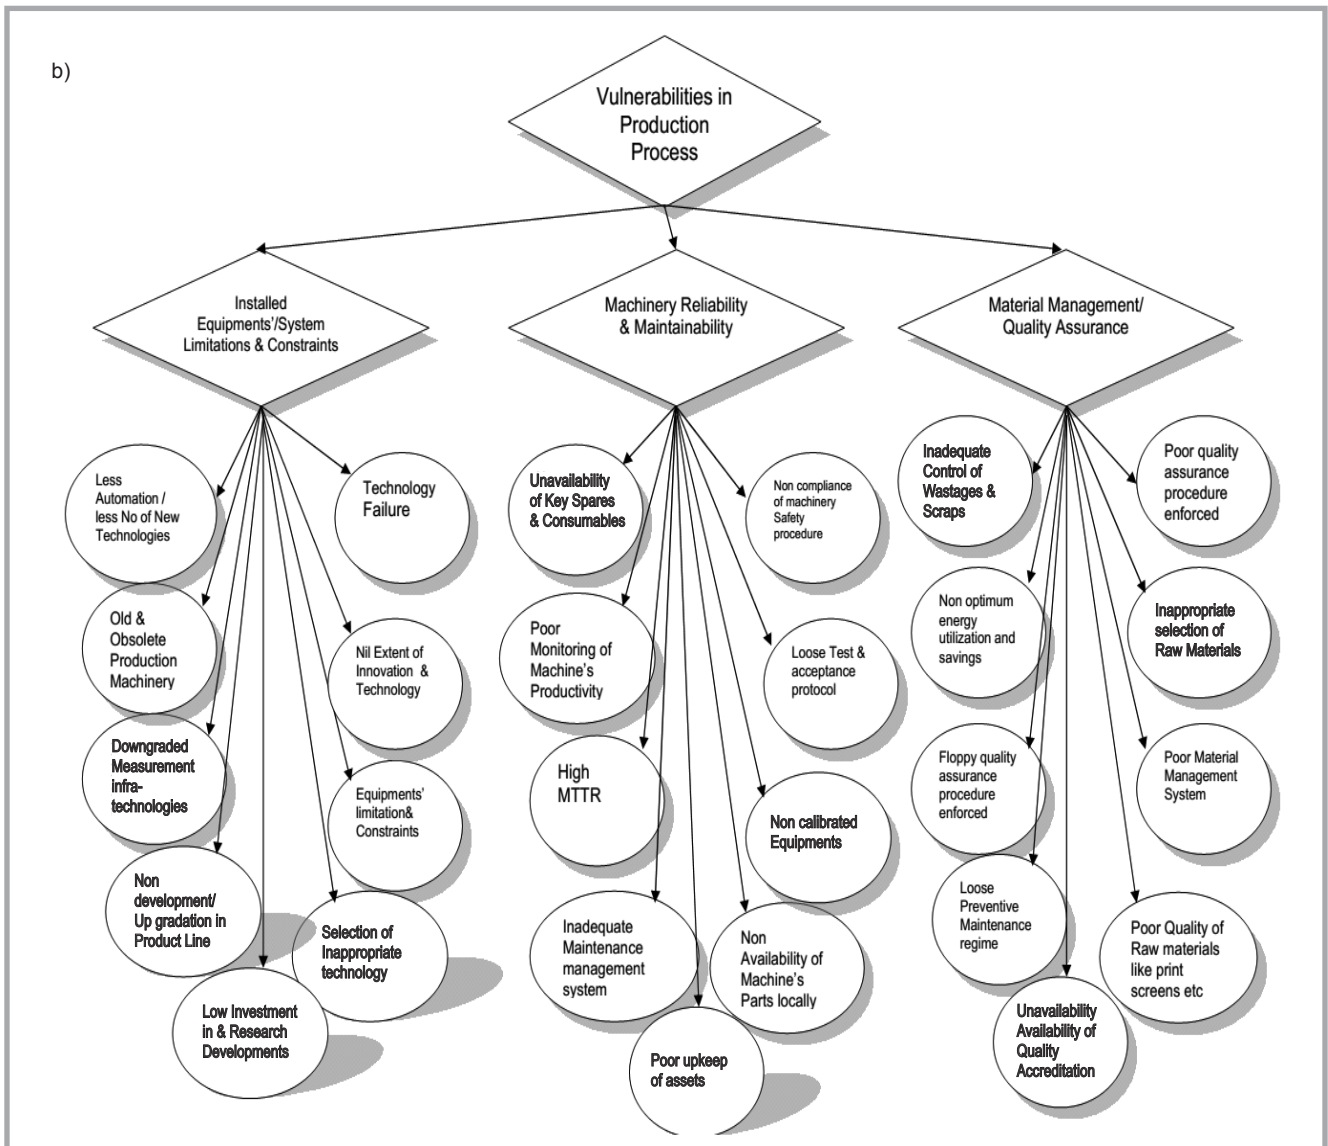 b)
Vulnerabilities in
Production
Process
Installed
Equipments'/System
Limitations & Constraints
Machinery Reliability
& Maintainability
Material Management/
Quality Assurance
Less
Automation /
less No of New
Technologies
Technology
Failure
Old &
Obsolete
Production
Machinery
Nil Extent of
Innovation &
Technology
Downgraded
Measurement
infra-
technologies
Equipments'
limitation&
Constraints
Non
development/
Up gradation in
Product Line
Selection of
Inappropriate
technology
Low Investment
in & Research
Developments
Unavailability
of Key Spares
& Consumables
Non compliance
of machinery
Safety
procedure
Poor
Monitoring of
Machine's
Productivity
Loose Test &
acceptance
protocol
High
MTTR
Non calibrated
Equipments
Inadequate
Maintenance
management
system
Non
Availability of
Machine's
Parts locally
Poor upkeep
of assets
Inadequate
Control of
Wastages &
Scraps
Poor quality
assurance
procedure
enforced
Non optimum
energy
utilization and
savings
Inappropriate
selection of
Raw Materials
Floppy quality
assurance
procedure
enforced
Poor Material
Management
System
Loose
Preventive
Maintenance
regime
Poor Quality of
Raw materials
like print
screens etc
Unavailability
Availability of
Quality
Accreditation